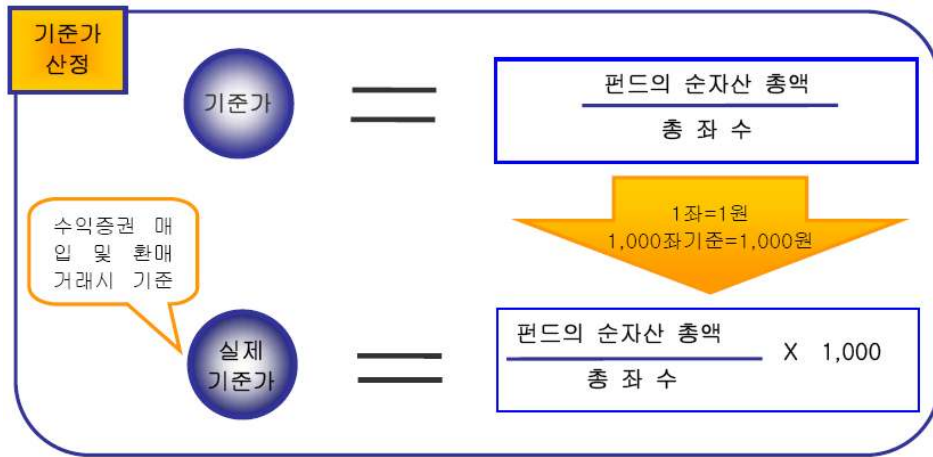 기준가
산정
기준가
펀드의 순자산 총액
총 좌 수
1좌=1원
1,000좌기준=1,000원
수익증권 매
입 및 환매
거래시 기준
실제
기준가
펀드의 순자산 총액
총 좌 수
X 1,000